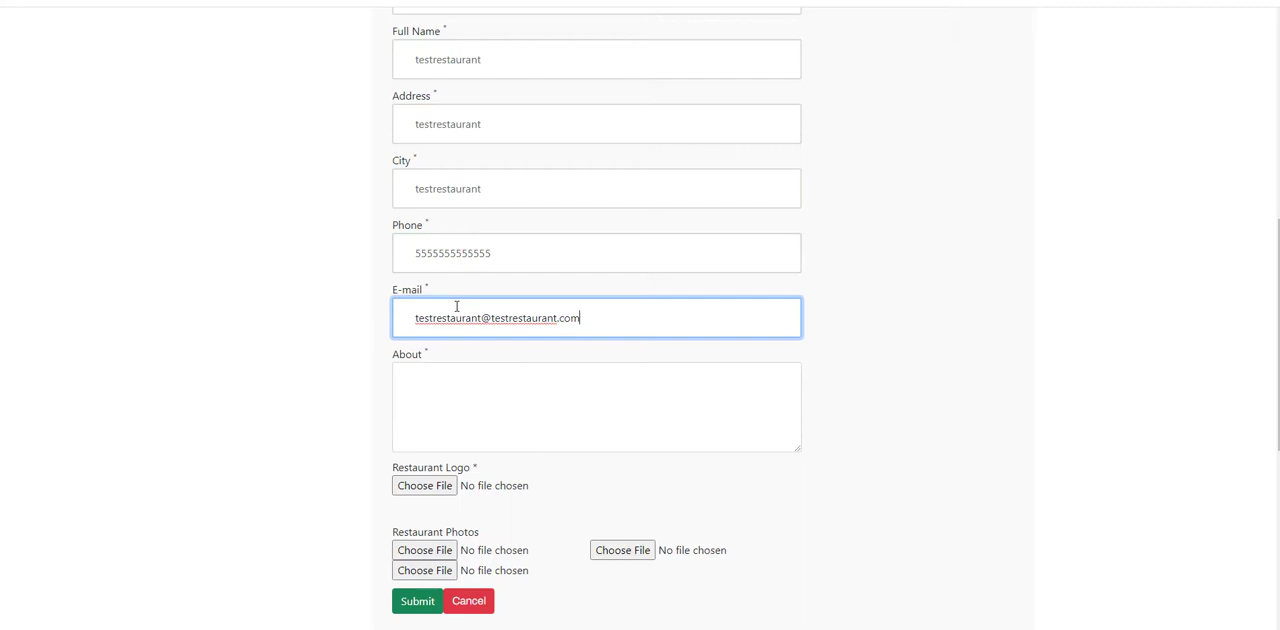 Full Name *
testrestaurant
Address *
testrestaurant
City *
testrestaurant
Phone *
5555555555555
E-mail *
testrestaurant@testrestaurant.com
About *
Restaurant Logo *
Choose File No file chosen
Restaurant Photos
Choose File No file chosen Choose File No file chosen
Choose File No file chosen
Submit Cancel